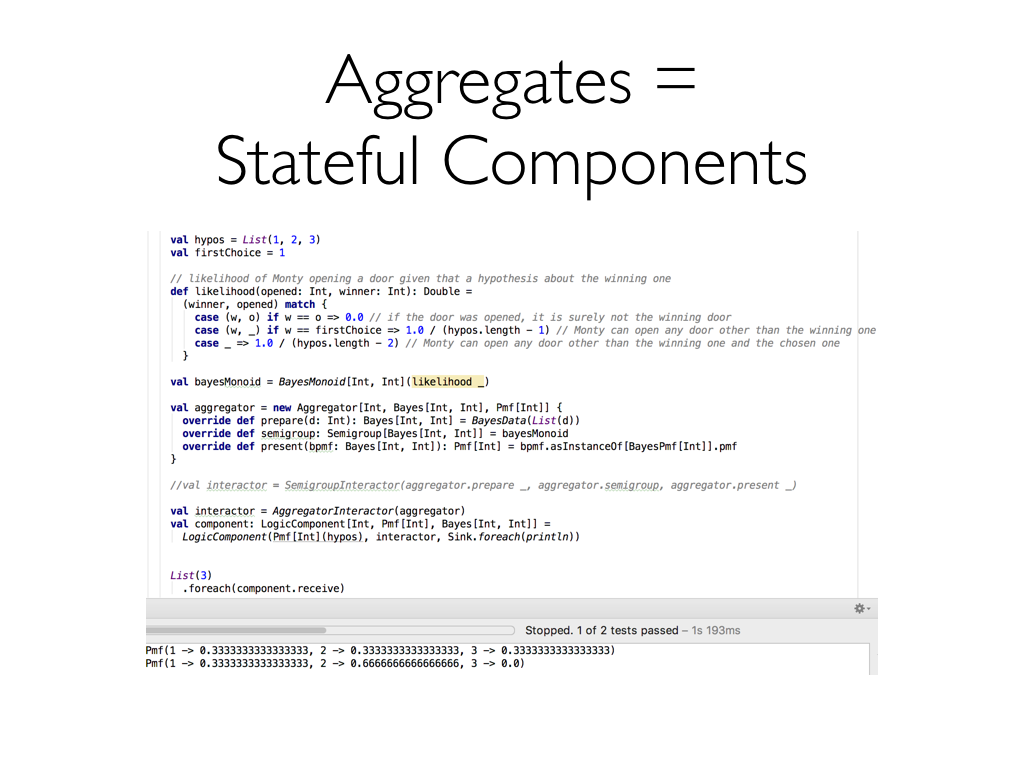 Aggregates =
Stateful Components
val hypos = List(1, 2, 3)
val firstChoice = 1
// likelihood of Monty opening a door given that a hypothesis about the winning one
def likelihood(opened: Int, winner: Int): Double =
(winner, opened) match {
case (w, o) if w == o => 0.0 // if the door was opened, it is surely not the winning door
case (w, _) if w == firstChoice => 1.0 / (hypos.length - 1) // Monty can open any door other than the winning one
case _ => 1.0 / (hypos.length - 2) // Monty can open any door other than the winning one and the chosen one
}
val bayesMonoid = BayesMonoid[Int, Int](likelihood _)
val aggregator = new Aggregator[Int, Bayes[Int, Int], Pmf[Int]] {
override def prepare(d: Int): Bayes[Int, Int] = BayesData(List(d))
override def semigroup: Semigroup[Bayes[Int, Int]] = bayesMonoid
override def present(bpmf: Bayes[Int, Int]): Pmf[Int] = bpmf.asInstanceOf[BayesPmf[Int]].pmf
}
//val interactor = SemigroupInteractor(aggregator.prepare _, aggregator.semigroup, aggregator.present _)
val interactor = AggregatorInteractor(aggregator)
val component: LogicComponent[Int, Pmf[Int], Bayes[Int, Int]] =
LogicComponent(Pmf[Int](hypos), interactor, Sink.foreach(println))
List(3)
.foreach(component.receive)
Stopped. 1 of 2 tests passed – 1s 193ms
Pmf(1 -> 0.3333333333333333, 2 -> 0.3333333333333333, 3 -> 0.3333333333333333)
Pmf(1 -> 0.3333333333333333, 2 -> 0.6666666666666666, 3 -> 0.0)